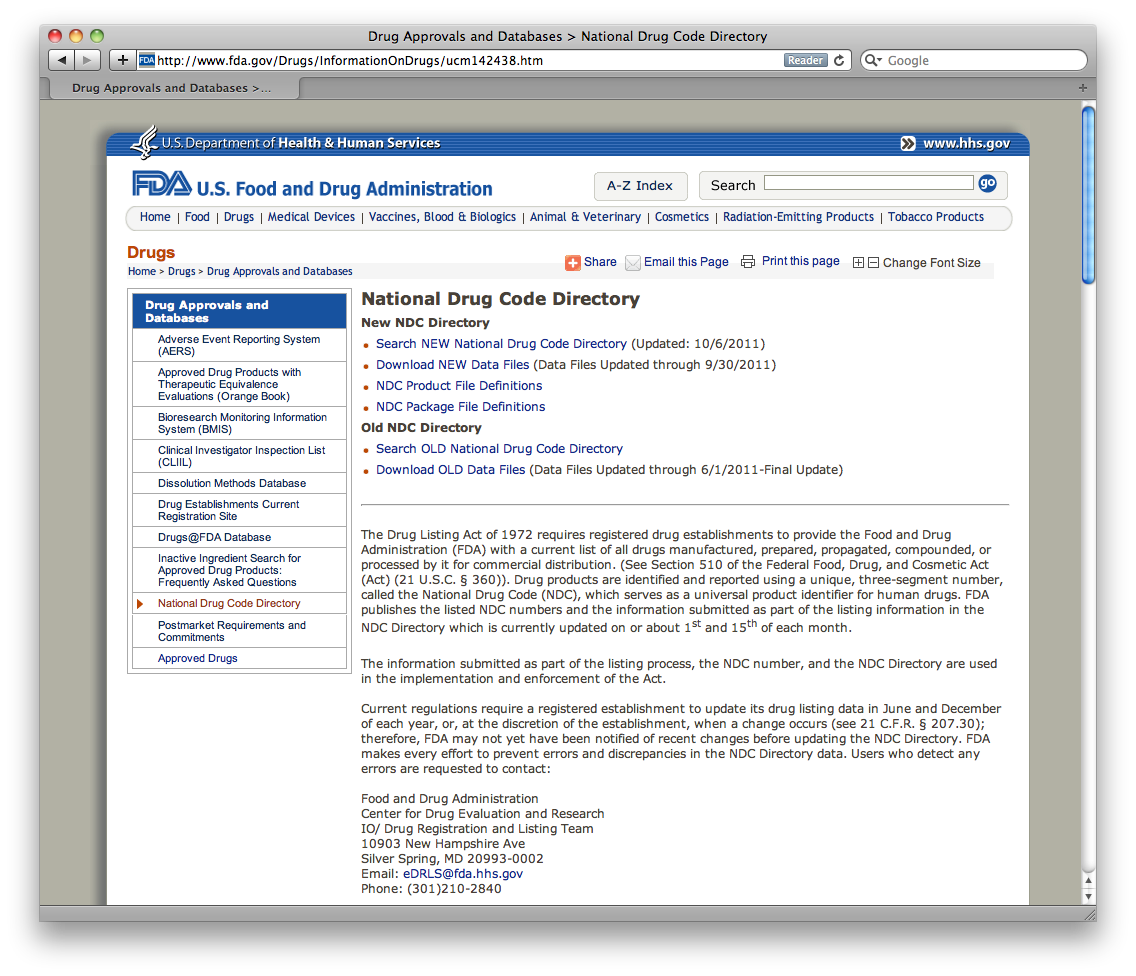 Drug Approvals and Databases > National Drug Code Directory
FDA http://www.fda.gov/Drugs/InformationOnDrugs/ucm142438.htm Reader Google
Drug Approvals and Databases >...
U.S. Department of Health & Human Services www.hhs.gov
FDA U.S. Food and Drug Administration A-Z Index Search go
Home | Food | Drugs | Medical Devices | Vaccines, Blood & Biologics | Animal & Veterinary | Cosmetics | Radiation-Emitting Products | Tobacco Products
Drugs
Home > Drugs > Drug Approvals and Databases
Share Email this Page Print this page Change Font Size
Drug Approvals and
Databases
Adverse Event Reporting System
(AERS)
Approved Drug Products with
Therapeutic Equivalence
Evaluations (Orange Book)
Bioresearch Monitoring Information
System (BMIS)
Clinical Investigator Inspection List
(CLIIL)
Dissolution Methods Database
Drug Establishments Current
Registration Site
Drugs@FDA Database
Inactive Ingredient Search for
Approved Drug Products:
Frequently Asked Questions
National Drug Code Directory
Postmarket Requirements and
Commitments
Approved Drugs
National Drug Code Directory
New NDC Directory
Search NEW National Drug Code Directory (Updated: 10/6/2011)
Download NEW Data Files (Data Files Updated through 9/30/2011)
NDC Product File Definitions
NDC Package File Definitions
Old NDC Directory
Search OLD National Drug Code Directory
Download OLD Data Files (Data Files Updated through 6/1/2011-Final Update)
The Drug Listing Act of 1972 requires registered drug establishments to provide the Food and Drug
Administration (FDA) with a current list of all drugs manufactured, prepared, propagated, compounded, or
processed by it for commercial distribution. (See Section 510 of the Federal Food, Drug, and Cosmetic Act
(Act) (21 U.S.C. § 360)). Drug products are identified and reported using a unique, three-segment number,
called the National Drug Code (NDC), which serves as a universal product identifier for human drugs. FDA
publishes the listed NDC numbers and the information submitted as part of the listing information in the
NDC Directory which is currently updated on or about 1st and 15th of each month.
The information submitted as part of the listing process, the NDC number, and the NDC Directory are used
in the implementation and enforcement of the Act.
Current regulations require a registered establishment to update its drug listing data in June and December
of each year, or, at the discretion of the establishment, when a change occurs (see 21 C.F.R. § 207.30);
therefore, FDA may not yet have been notified of recent changes before updating the NDC Directory. FDA
makes every effort to prevent errors and discrepancies in the NDC Directory data. Users who detect any
errors are requested to contact:
Food and Drug Administration
Center for Drug Evaluation and Research
IO/ Drug Registration and Listing Team
10903 New Hampshire Ave
Silver Spring, MD 20993-0002
Email: eDRLS@fda.hhs.gov
Phone: (301)210-2840